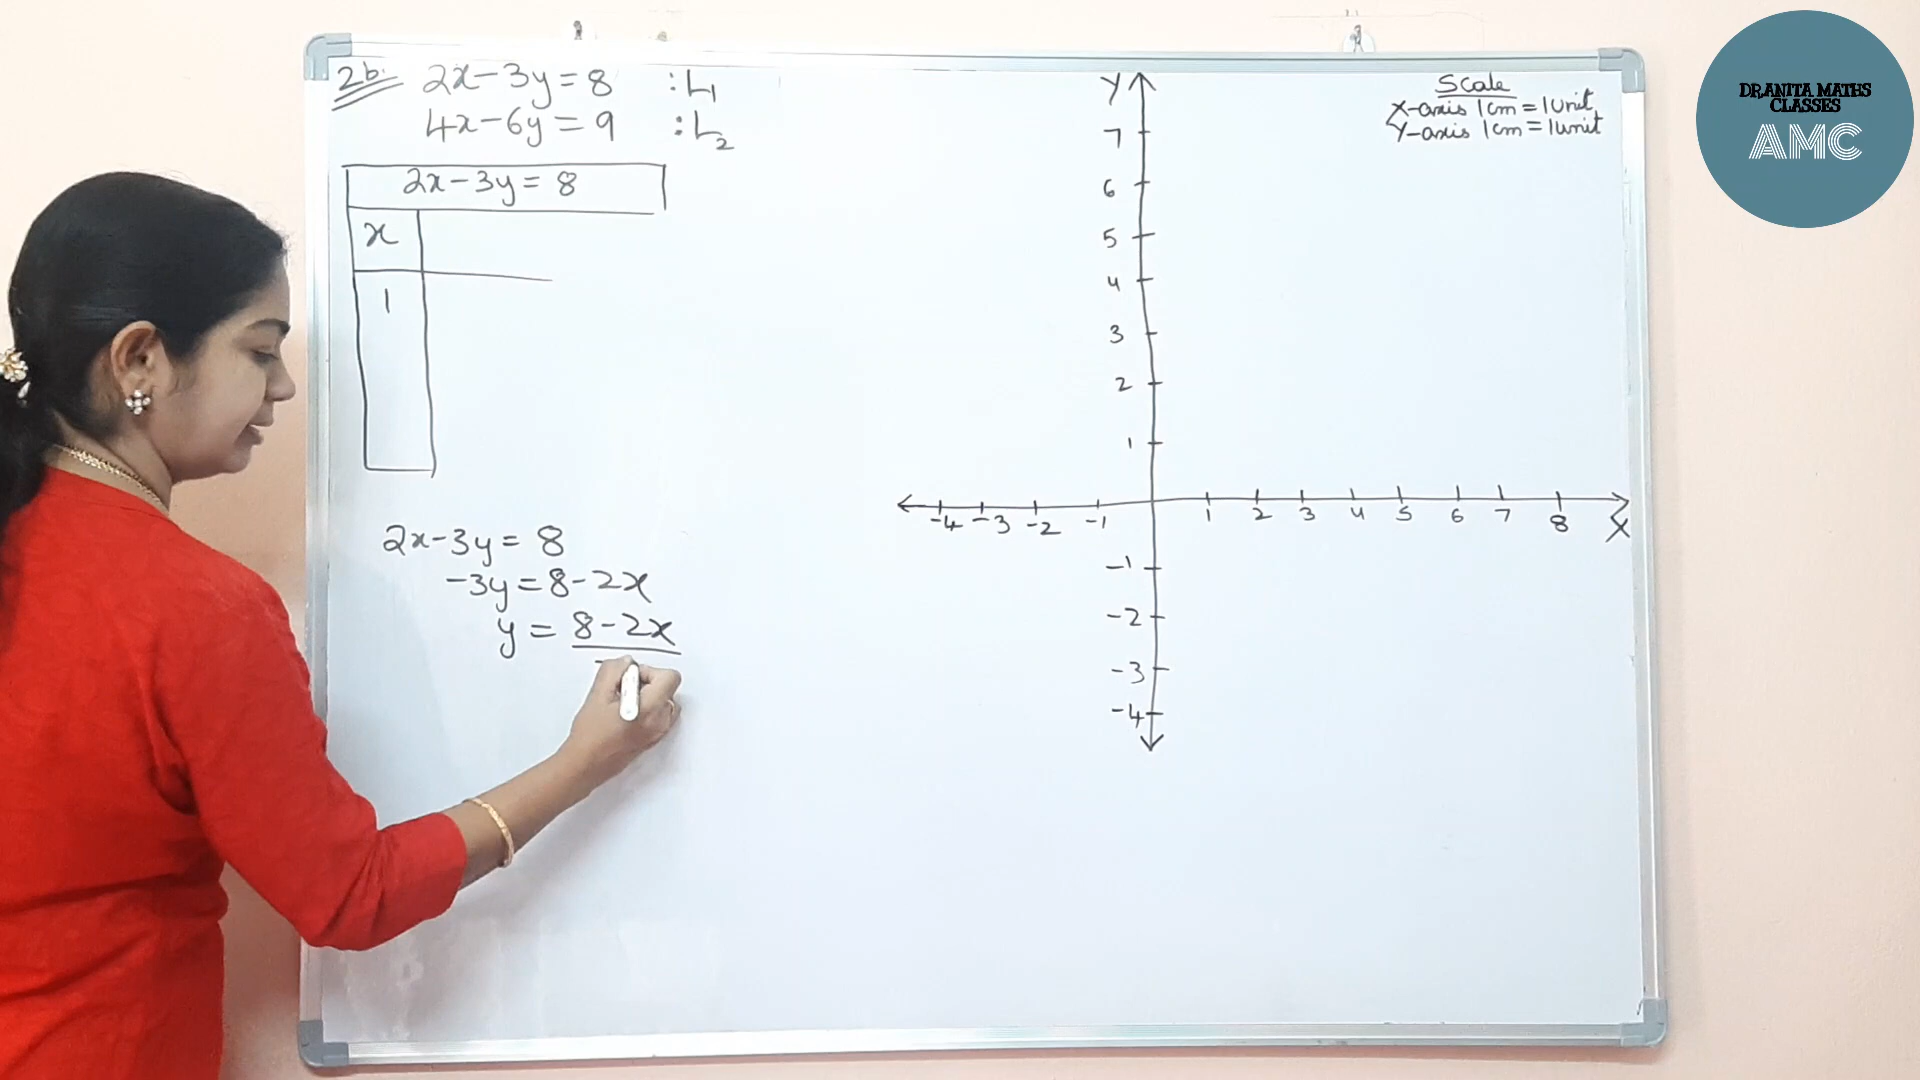 2b. 2x-3y=8 :L1
4x-6y=9 :L2
2x-3y=8
x
1
2x-3y=8
-3y=8-2x
y=8-2x
Y
7
6
5
4
3
2
1
-4 -3 -2 -1 1 2 3 4 5 6 7 8 X
-1
-2
-3
-4
Scale
X-axis 1cm=1Unit
Y-axis 1cm=1unit
DR.ANITA MATHS
CLASSES
AMC